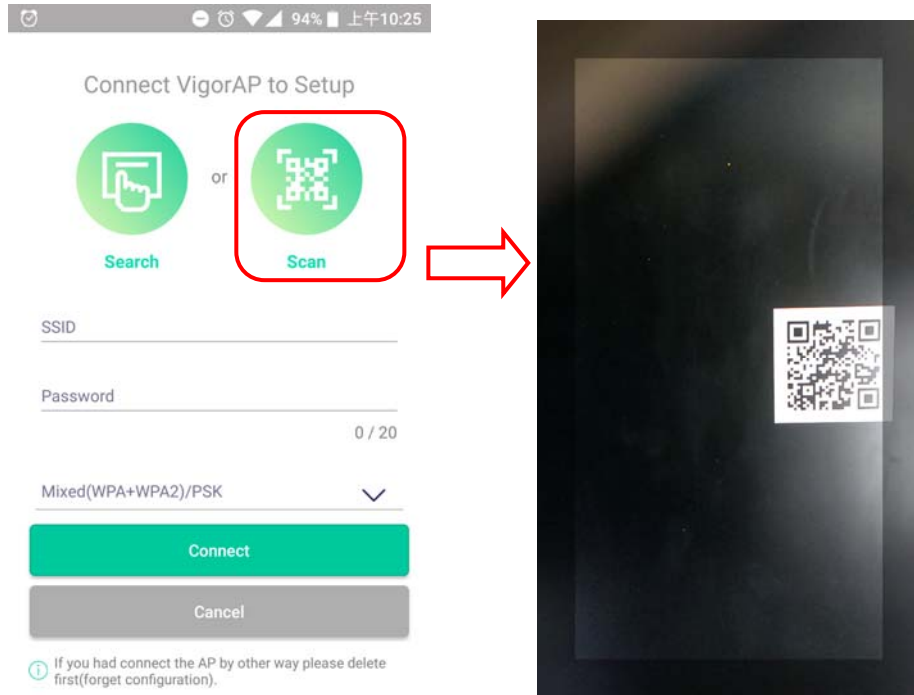 94% 上午10:25
Connect VigorAP to Setup
or
Search
Scan
SSID
Password
0 / 20
Mixed(WPA+WPA2)/PSK
Connect
Cancel
If you had connect the AP by other way please delete
first(forget configuration).